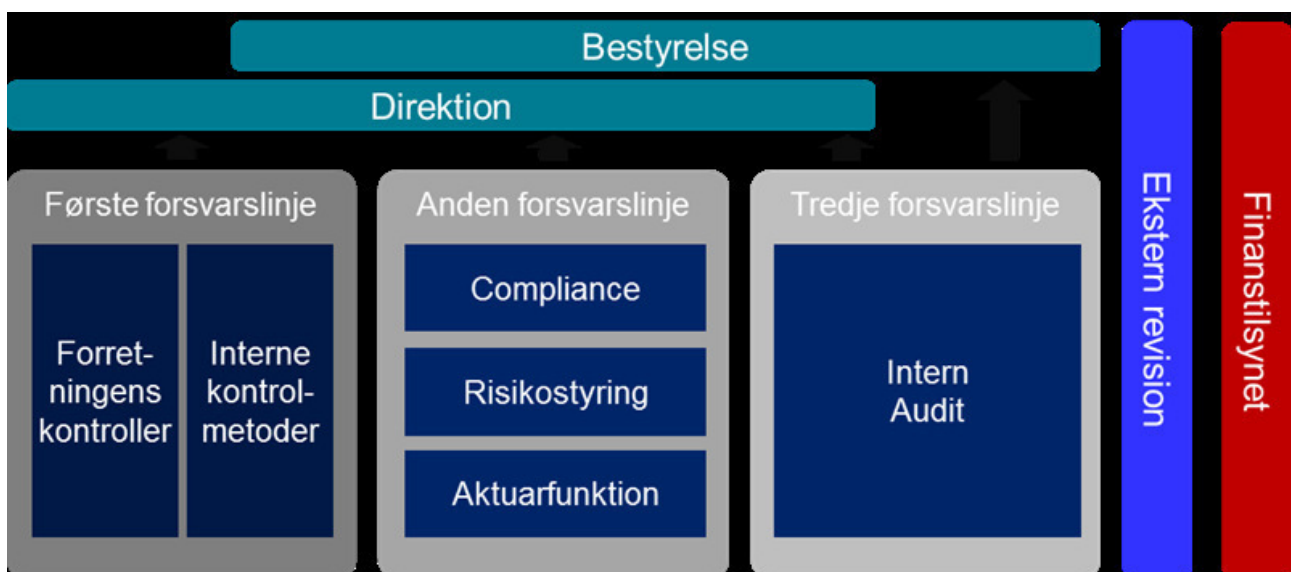 Bestyrelse
Direktion
Første forsvarslinje
Forret-
ningens
kontroller
Interne
kontrol-
metoder
Anden forsvarslinje
Compliance
Risikostyring
Aktuarfunktion
Tredje forsvarslinje
Intern
Audit
Ekstern revision
Finanstilsynet